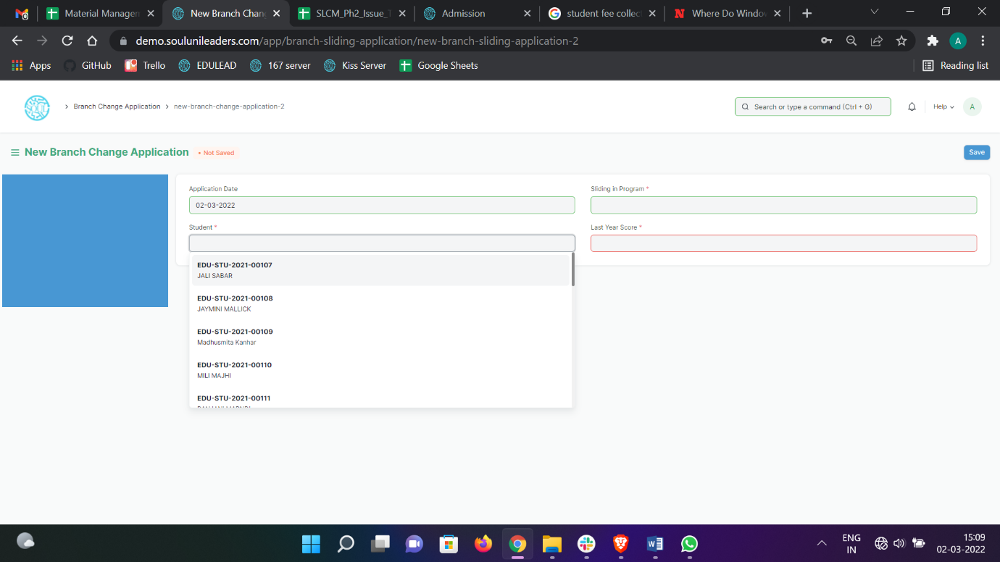 Material Managem
New Branch Chan
SLCM_Ph2_Issue_T
Admission
student fee collec
Where Do Window
demo.soulunileaders.com/app/branch-sliding-application/new-branch-sliding-application-2
A
Apps
GitHub
Trello
EDULEAD
167 server
Kiss Server
Google Sheets
Reading list
SOUL
Branch Change Application
new-branch-change-application-2
Search or type a command (Ctrl + G)
Help
A
New Branch Change Application
• Not Saved
Save
Application Date
Sliding in Program *
02-03-2022
Student *
Last Year Score *
EDU-STU-2021-00107
JALI SABAR
EDU-STU-2021-00108
JAYMINI MALLICK
EDU-STU-2021-00109
Madhusmita Kanhar
EDU-STU-2021-00110
MILI MAJHI
EDU-STU-2021-00111
ENG
IN
15:09
02-03-2022